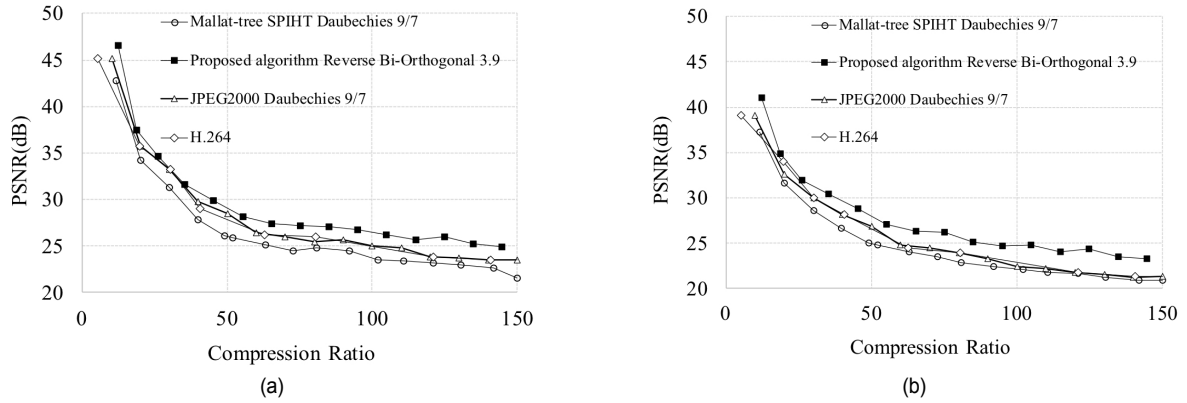 50
45
40
35
30
25
20
PSNR(dB)
Mallat-tree SPIHT Daubechies 9/7
Proposed algorithm Reverse Bi-Orthogonal 3.9
JPEG2000 Daubechies 9/7
H.264
0 50 100 150
Compression Ratio
(a)
50
45
40
35
30
25
20
PSNR(dB)
Mallat-tree SPIHT Daubechies 9/7
Proposed algorithm Reverse Bi-Orthogonal 3.9
JPEG2000 Daubechies 9/7
H.264
0 50 100 150
Compression Ratio
(b)